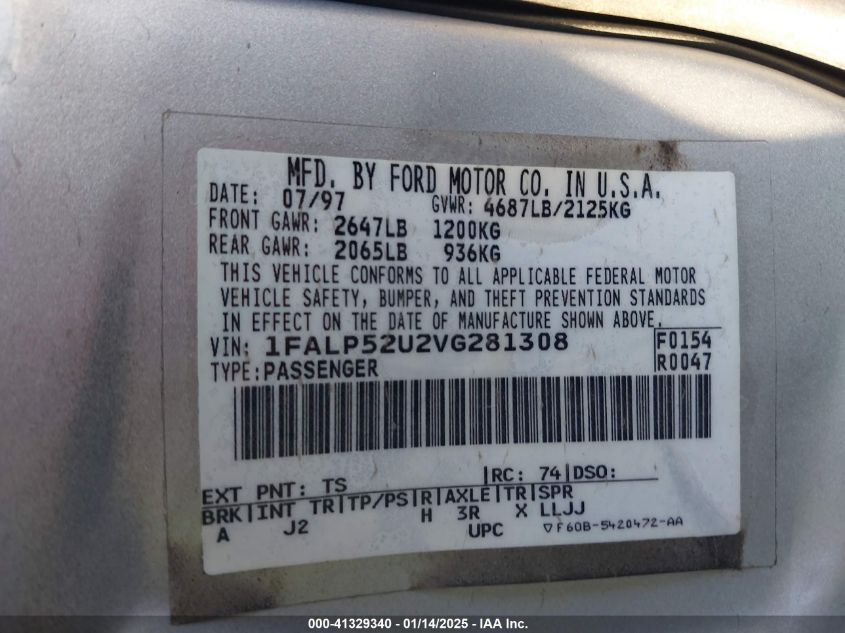 MFD. BY FORD MOTOR CO. IN U.S.A.
DATE: 07/97 GVWR: 4687LB/2125KG
FRONT GAWR: 2647LB 1200KG
REAR GAWR: 2065LB 936KG
THIS VEHICLE CONFORMS TO ALL APPLICABLE FEDERAL MOTOR
VEHICLE SAFETY, BUMPER, AND THEFT PREVENTION STANDARDS
IN EFFECT ON THE DATE OF MANUFACTURE SHOWN ABOVE.
VIN: 1FALP52U2VG281308 F0154
TYPE:PASSENGER R0047
EXT PNT: TS RC: 74 DSO:
BRK INT TR TP/PS R AXLE TR SPR
A J2 H 3R X LLJJ
UPC ▽F60B-5420472-AA
000-41329340 - 01/14/2025 - IAA Inc.